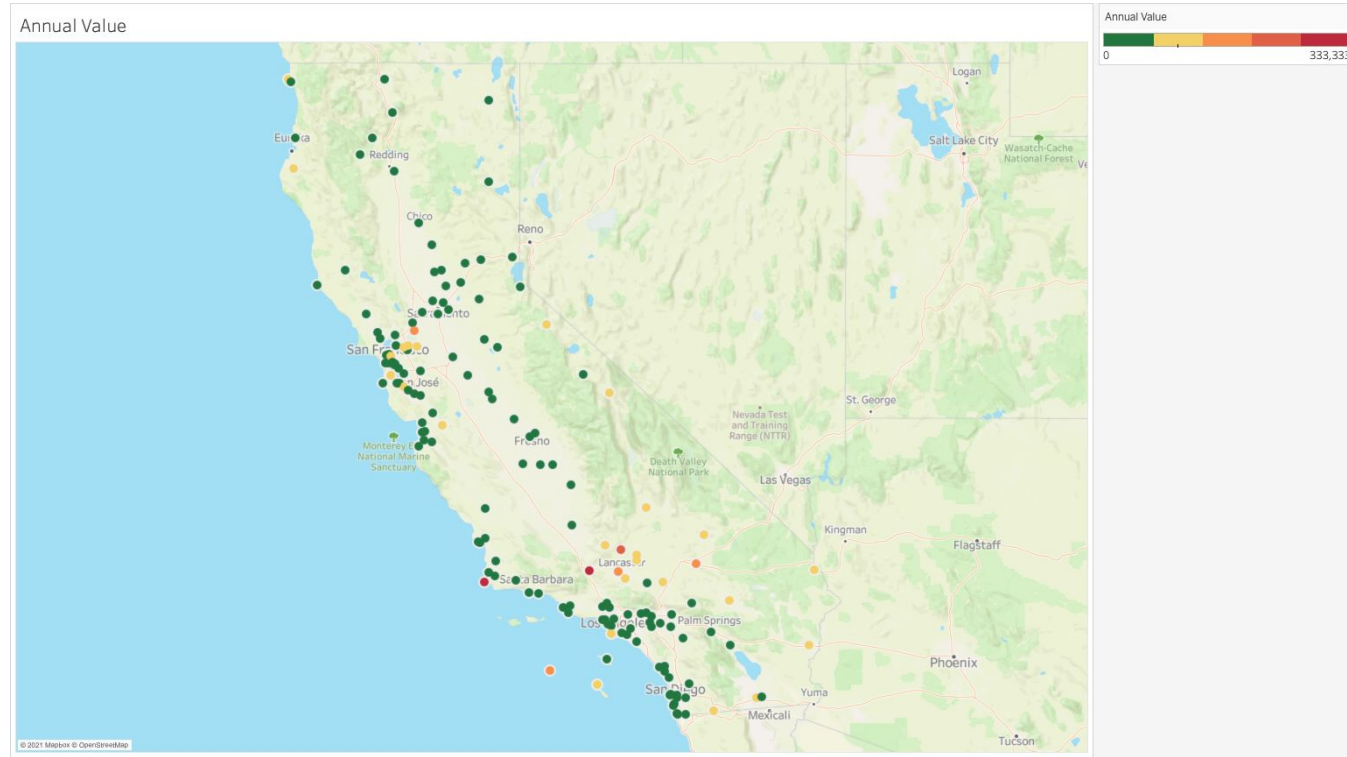 Annual Value
Annual Value
0
333,333
Logan
Salt Lake City
Wasatch-Cache
National Forest
Eureka
Redding
Chico
Reno
Sacramento
San Francisco
San José
St. George
Nevada Test
and Training
Range (NTTR)
Fresno
Monterey
National Marine
Sanctuary
Death Valley
National Park
Las Vegas
Kingman
Flagstaff
Lancaster
Santa Barbara
Los Angeles
Palm Springs
Phoenix
San Diego
Yuma
Mexicali
Tucson
© 2021 Mapbox © OpenStreetMap